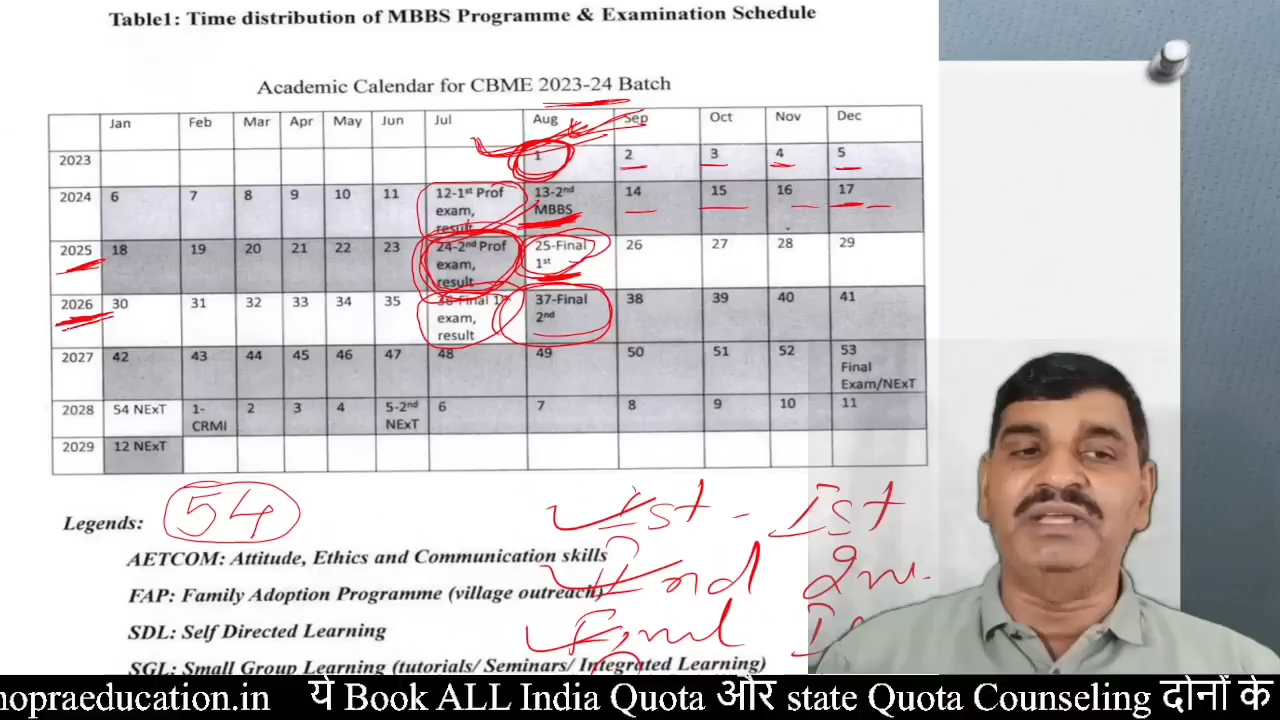 Table1: Time distribution of MBBS Programme & Examination Schedule
Academic Calendar for CBME 2023-24 Batch
Jan Feb Mar Apr May Jun Jul Aug Sep Oct Nov Dec
2023 1 2 3 4 5
2024 6 7 8 9 10 11 12-1st Prof exam, result 13-2nd MBBS 14 15 16 17
2025 18 19 20 21 22 23 24-2nd Prof exam, result 25-Final 1st 26 27 28 29
2026 30 31 32 33 34 35 36-Final 1st exam, result 37-Final 2nd 38 39 40 41
2027 42 43 44 45 46 47 48 49 50 51 52 53 Final Exam/NExT
2028 54 NExT 1-CRMI 2 3 4 5-2nd NExT 6 7 8 9 10 11
2029 12 NExT
54
Ist - Ist
Legends:
AETCOM: Attitude, Ethics and Communication skills
IInd
FAP: Family Adoption Programme (village outreach)
SDL: Self Directed Learning
Final
SGL: Small Group Learning (tutorials/ Seminars/ Integrated Learning)
hopraeducation.in ये Book ALL India Quota और state Quota Counseling दोनों के